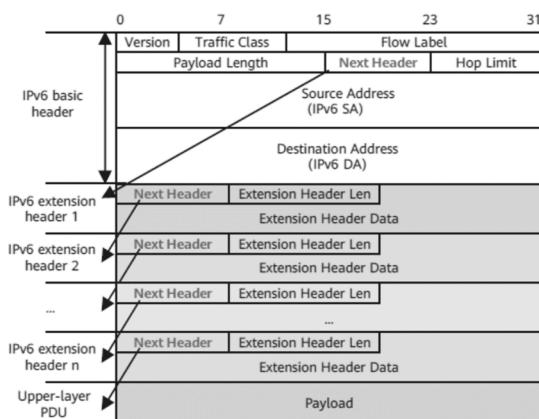 0 7 15 23 31
Version Traffic Class Flow Label
Payload Length Next Header Hop Limit
IPv6 basic
header
Source Address
(IPv6 SA)
Destination Address
(IPv6 DA)
IPv6 extension
header 1
Next Header Extension Header Len
Extension Header Data
IPv6 extension
header 2
Next Header Extension Header Len
Extension Header Data
...
Next Header Extension Header Len
...
IPv6 extension
header n
Next Header Extension Header Len
Extension Header Data
Upper-layer
PDU
Payload